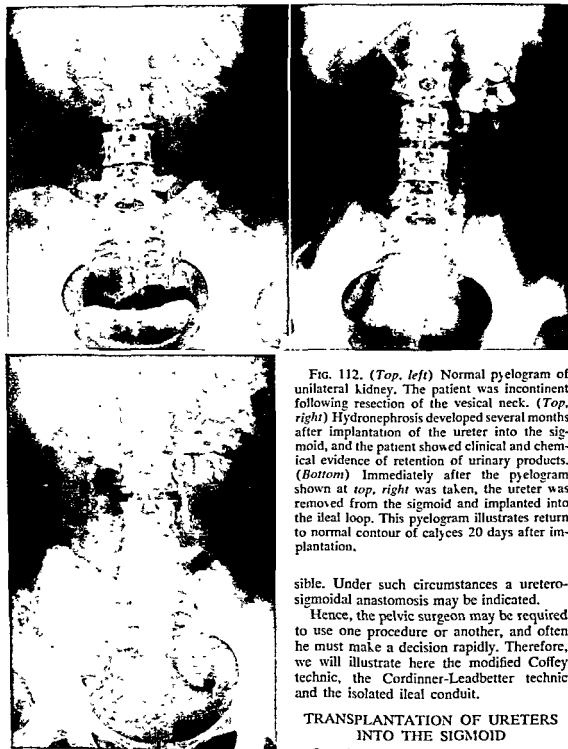 FIG. 112. (Top, left) Normal pyelogram of
unilateral kidney. The patient was incontinent
following resection of the vesical neck. (Top,
right) Hydronephrosis developed several months
after implantation of the ureter into the sig-
moid, and the patient showed clinical and chem-
ical evidence of retention of urinary products.
(Bottom) Immediately after the pyelogram
shown at top, right was taken, the ureter was
removed from the sigmoid and implanted into
the ileal loop. This pyelogram illustrates return
to normal contour of calyces 20 days after im-
plantation.
sible. Under such circumstances a uretero-
sigmoidal anastomosis may be indicated.
Hence, the pelvic surgeon may be required
to use one procedure or another, and often
he must make a decision rapidly. Therefore,
we will illustrate here the modified Coffey
technic, the Cordinner-Leadbetter technic
and the isolated ileal conduit.
TRANSPLANTATION OF URETERS
INTO THE SIGMOID